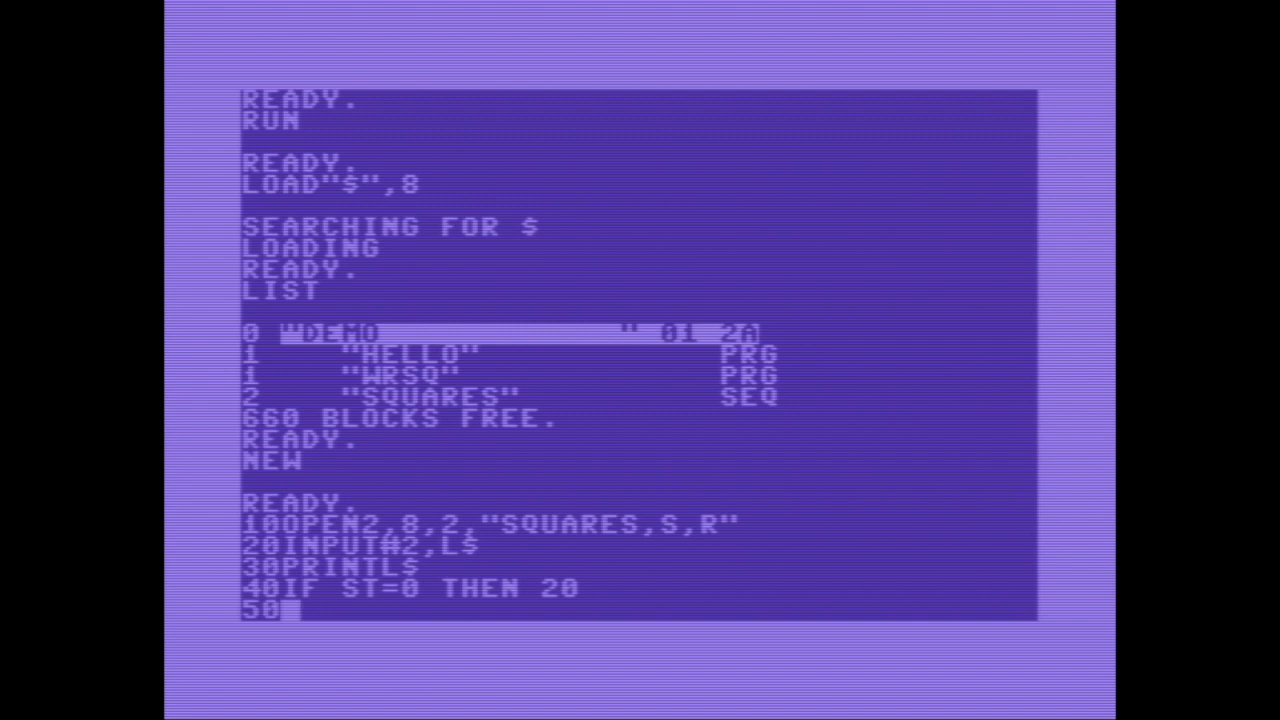 READY.
RUN
READY.
LOAD"$",8
SEARCHING FOR $
LOADING
READY.
LIST
0 "DEMO            " 01 2A
1    "HELLO"            PRG
1    "WRSQ"             PRG
2    "SQUARES"          SEQ
660 BLOCKS FREE.
READY.
NEW
READY.
10OPEN2,8,2,"SQUARES,S,R"
20INPUT#2,L$
30PRINTL$
40IF ST=0 THEN 20
50